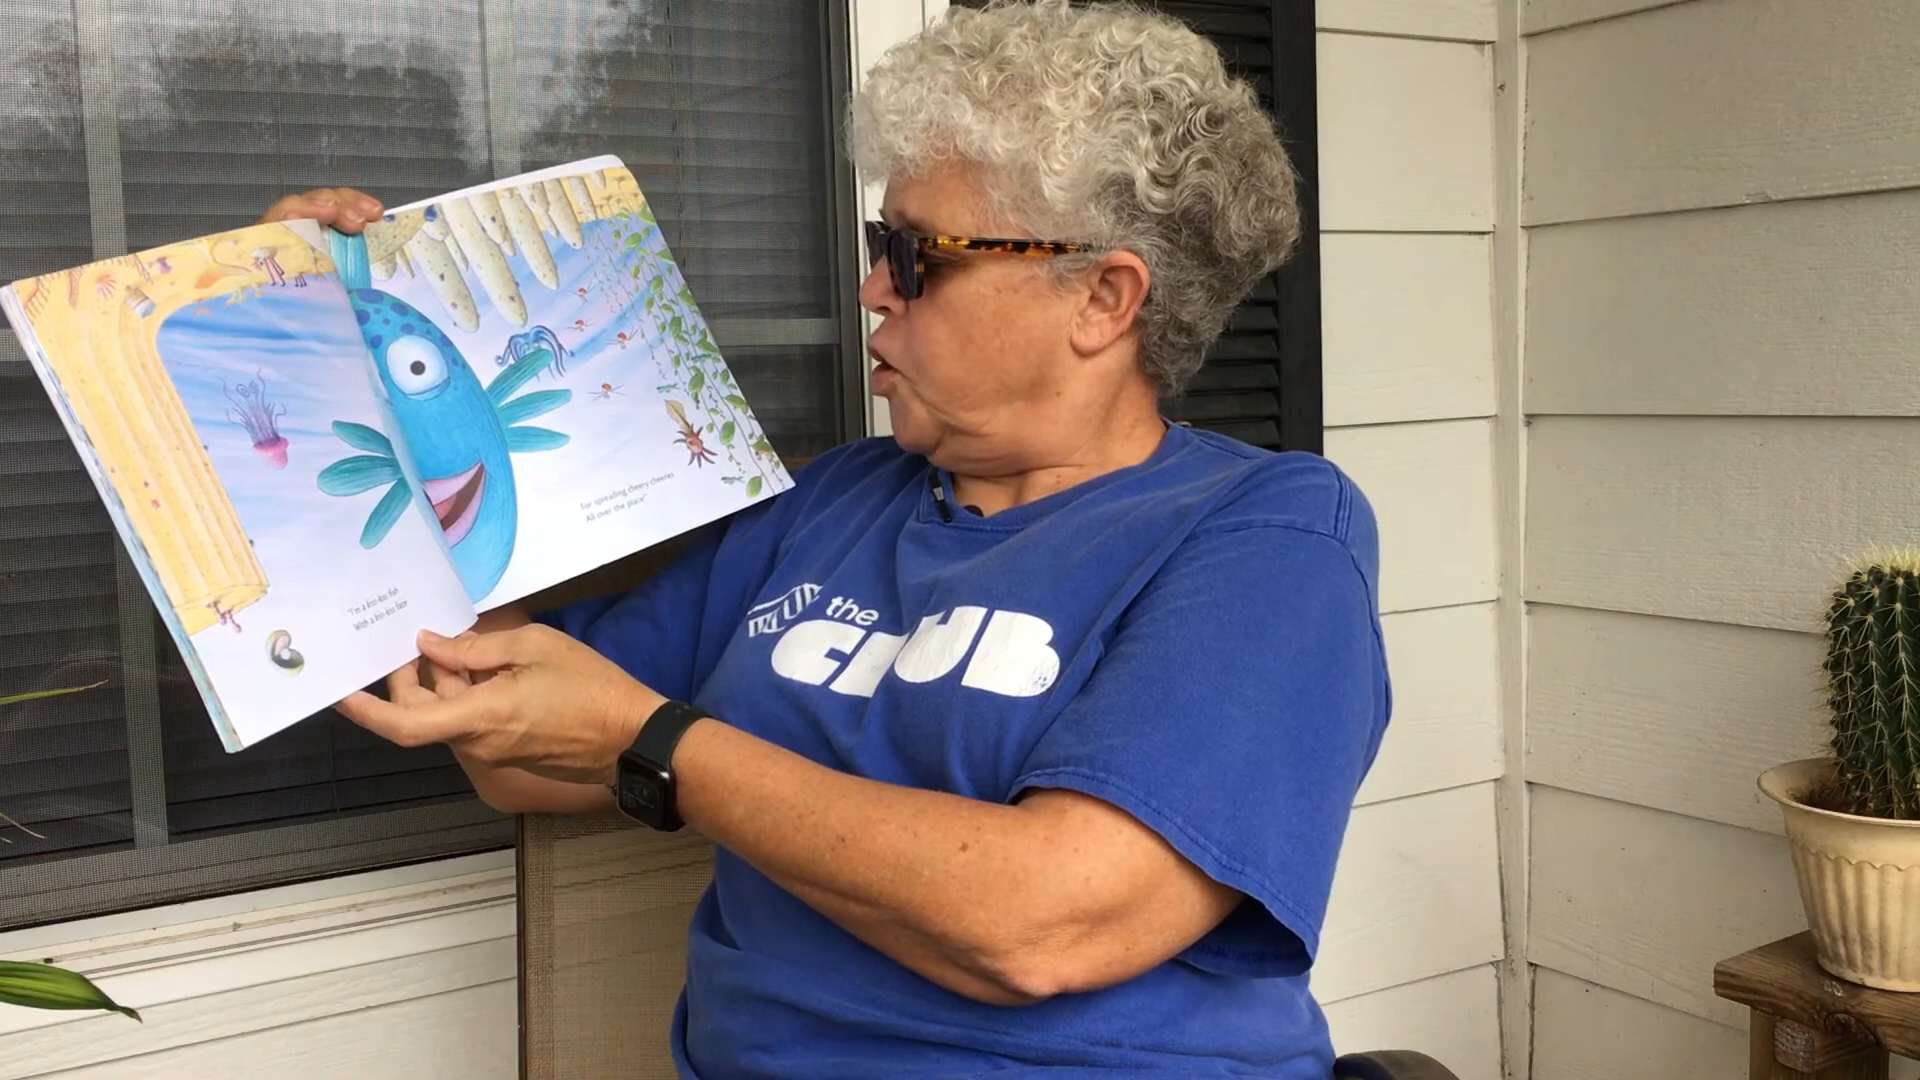 "I'm a kiss-kiss fish
With a kiss-kiss face
For spreading cheery-cheeries
All over the place!"
the
CLUB